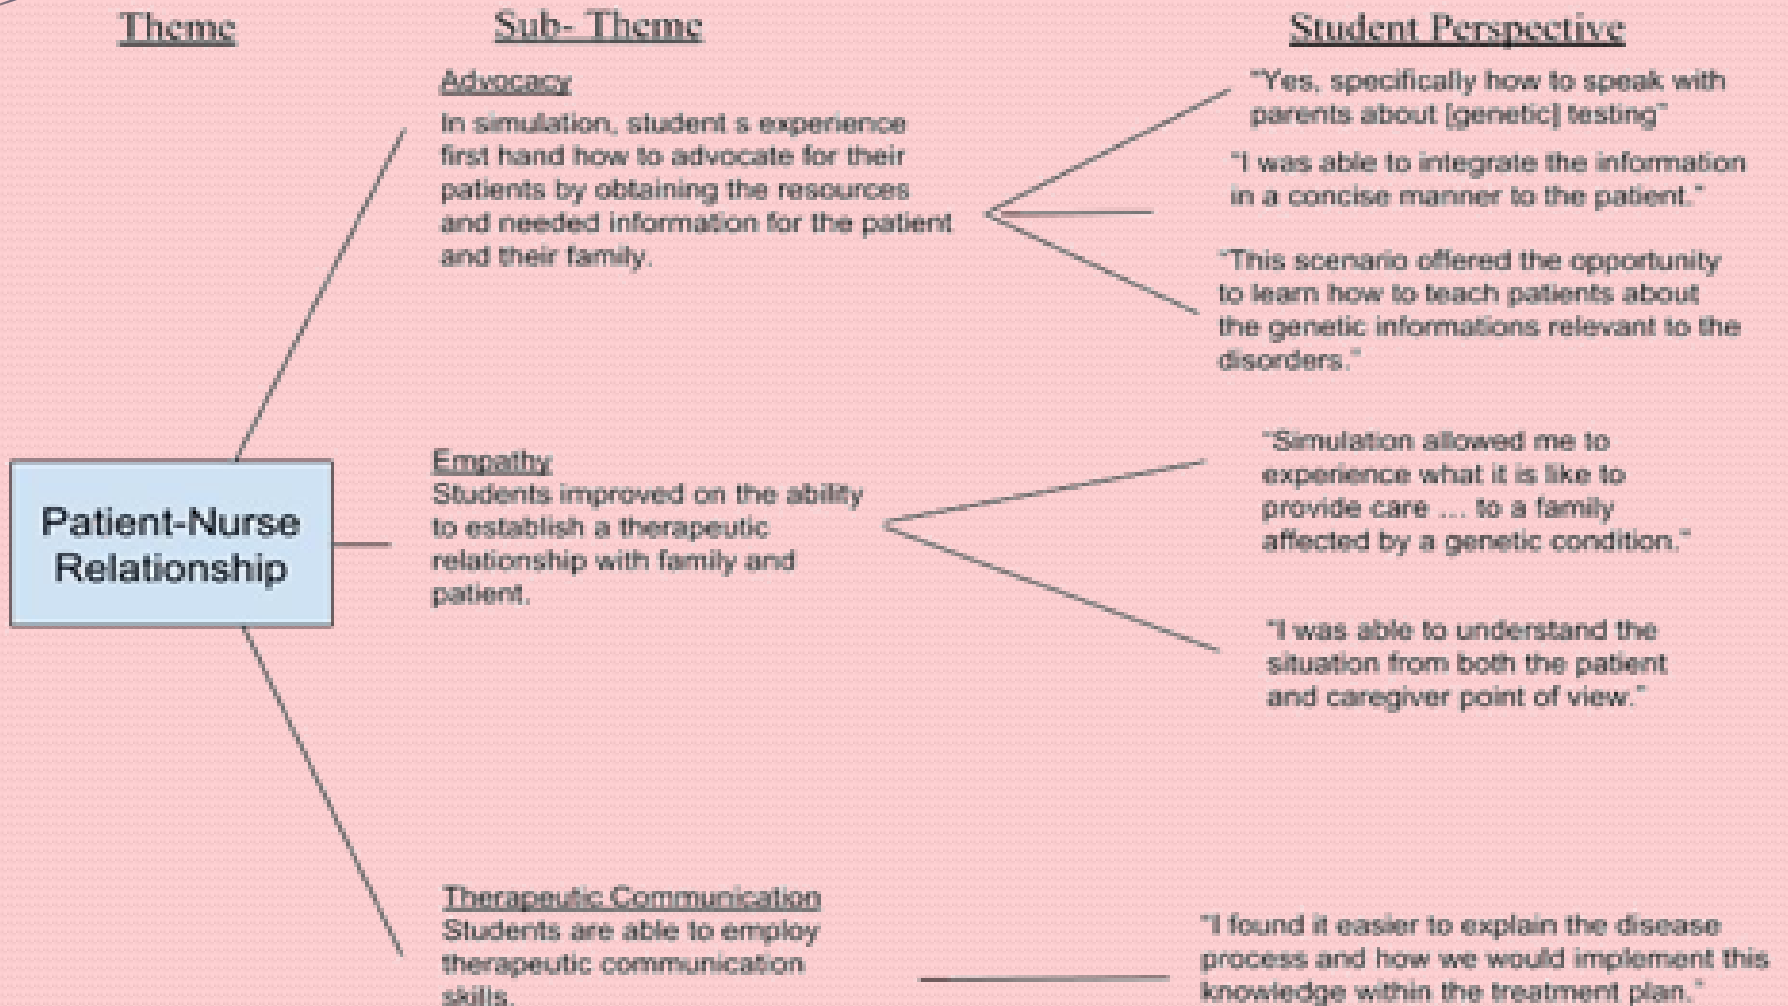 Theme
Sub- Theme
Student Perspective
Advocacy
In simulation, student s experience
first hand how to advocate for their
patients by obtaining the resources
and needed information for the patient
and their family.
"Yes, specifically how to speak with
parents about [genetic] testing"
"I was able to integrate the information
in a concise manner to the patient."
"This scenario offered the opportunity
to learn how to teach patients about
the genetic informations relevant to the
disorders."
Patient-Nurse
Relationship
Empathy
Students improved on the ability
to establish a therapeutic
relationship with family and
patient.
"Simulation allowed me to
experience what it is like to
provide care ... to a family
affected by a genetic condition."
"I was able to understand the
situation from both the patient
and caregiver point of view."
Therapeutic Communication
Students are able to employ
therapeutic communication
skills.
"I found it easier to explain the disease
process and how we would implement this
knowledge within the treatment plan."